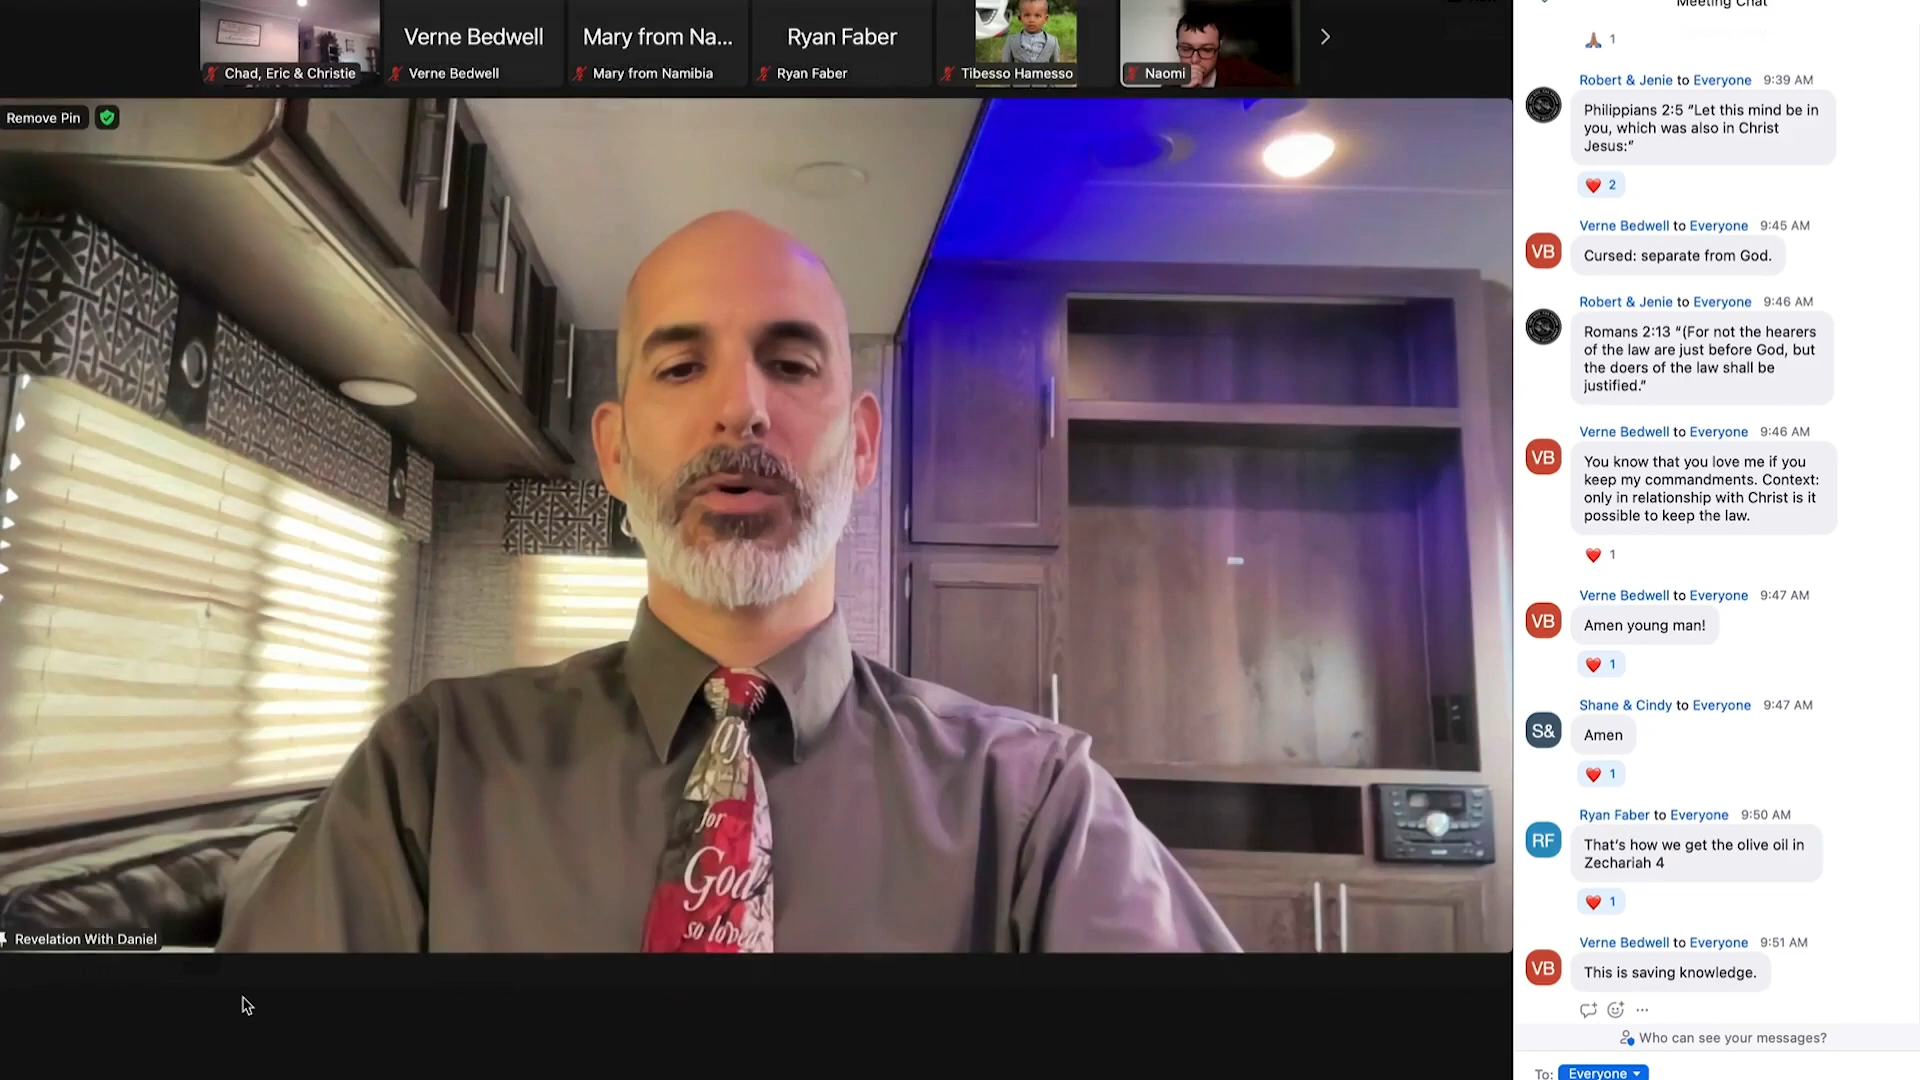 Verne Bedwell
Mary from Na...
Ryan Faber
Chad, Eric & Christie
Verne Bedwell
Mary from Namibia
Ryan Faber
Tibesso Hamesso
Naomi
Remove Pin
life
for
God
so loved
Revelation With Daniel
Meeting Chat
1
Robert & Jenie to Everyone 9:39 AM
Philippians 2:5 “Let this mind be in
you, which was also in Christ
Jesus:”
2
Verne Bedwell to Everyone 9:45 AM
VB
Cursed: separate from God.
Robert & Jenie to Everyone 9:46 AM
Romans 2:13 “(For not the hearers
of the law are just before God, but
the doers of the law shall be
justified.”
Verne Bedwell to Everyone 9:46 AM
VB
You know that you love me if you
keep my commandments. Context:
only in relationship with Christ is it
possible to keep the law.
1
Verne Bedwell to Everyone 9:47 AM
VB
Amen young man!
1
Shane & Cindy to Everyone 9:47 AM
S&
Amen
1
Ryan Faber to Everyone 9:50 AM
RF
That's how we get the olive oil in
Zechariah 4
1
Verne Bedwell to Everyone 9:51 AM
VB
This is saving knowledge.
Who can see your messages?
To: Everyone